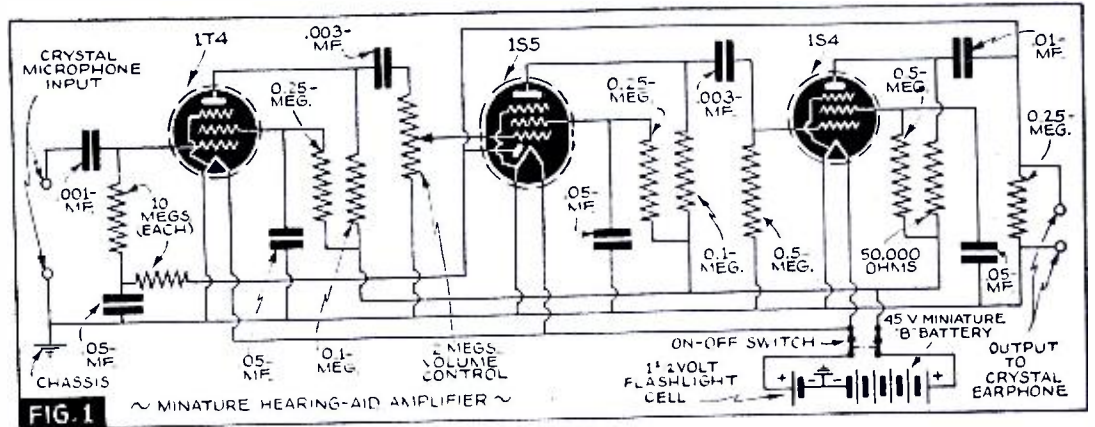 CRYSTAL
MICROPHONE
INPUT
1T4
.003-
MF.
1S5
1S4
.01-
MF.
0.25-
MEG.
0.25-
MEG.
.003-
MF.
0.5-
MEG.
0.25-
MEG.
.001-
MF.
10
MEGS
(EACH)
.05-
MF.
0.1-
MEG.
0.5-
MEG.
50,000
OHMS
.05-
MF.
.05-
MF.
CHASSIS
.05-
MF.
0.1-
MEG
2 MEGS.
VOLUME
CONTROL
ON-OFF SWITCH
45 V MINIATURE
"B" BATTERY
OUTPUT
TO
CRYSTAL
EARPHONE
VOLT
FLASHLIGHT
CELL
+
-
-
+
FIG. 1
~ MINATURE HEARING-AID AMPLIFIER ~